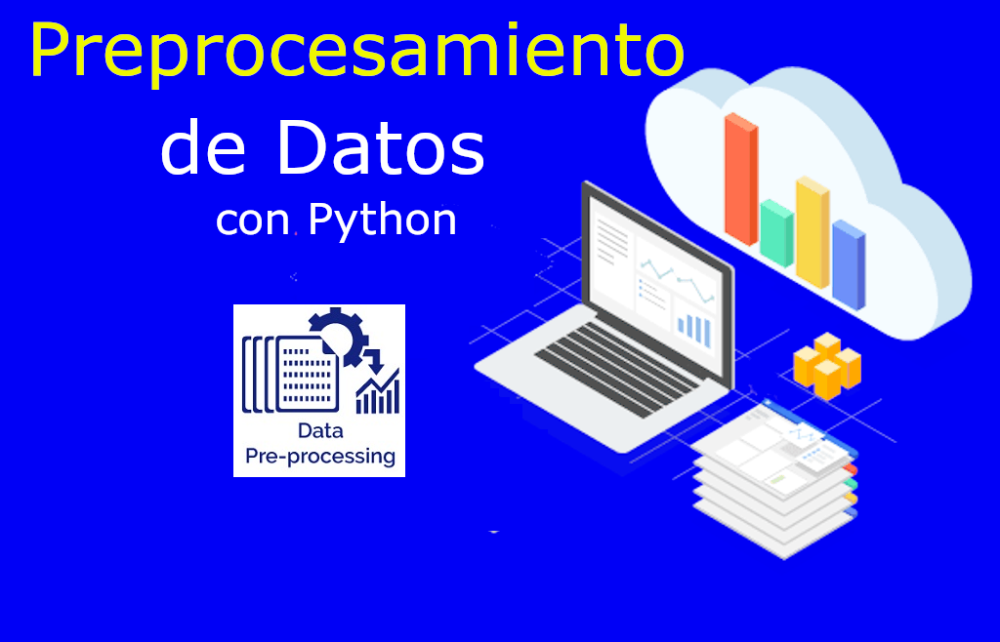 Preprocesamiento
de Datos
con Python
Data
Pre-processing